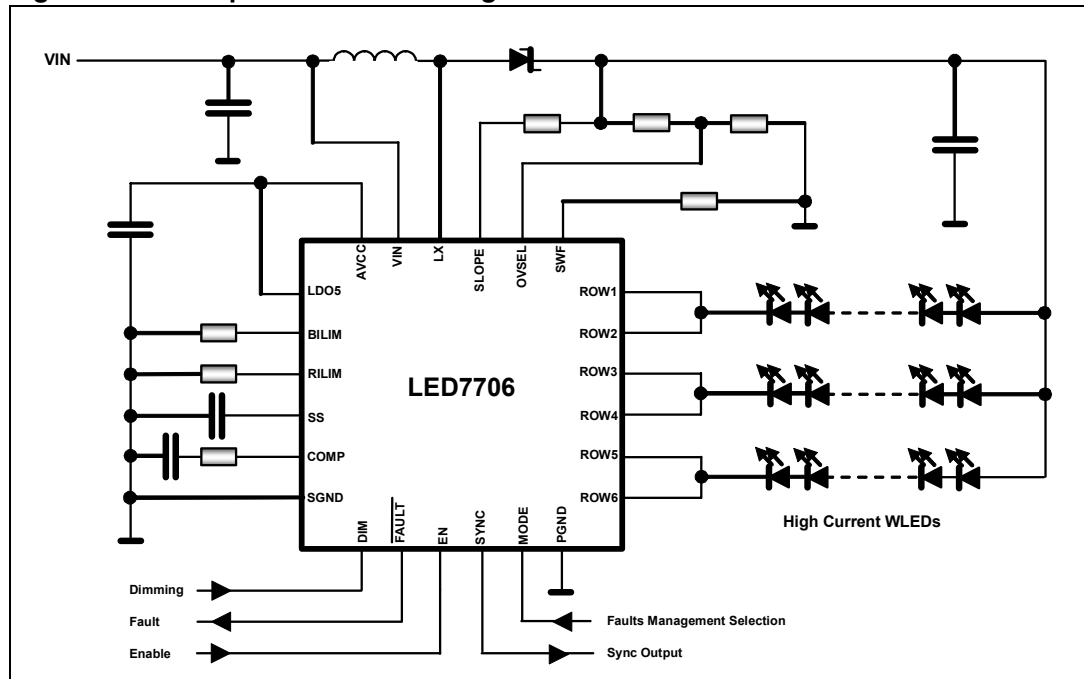 VIN
AVCC
VIN
LX
SLOPE
OVSEL
SWF
LDO5
BILIM
RILIM
SS
COMP
SGND
LED7706
ROW1
ROW2
ROW3
ROW4
ROW5
ROW6
High Current WLEDs
DIM
FAULT
EN
SYNC
MODE
PGND
Dimming
Fault
Enable
Faults Management Selection
Sync Output